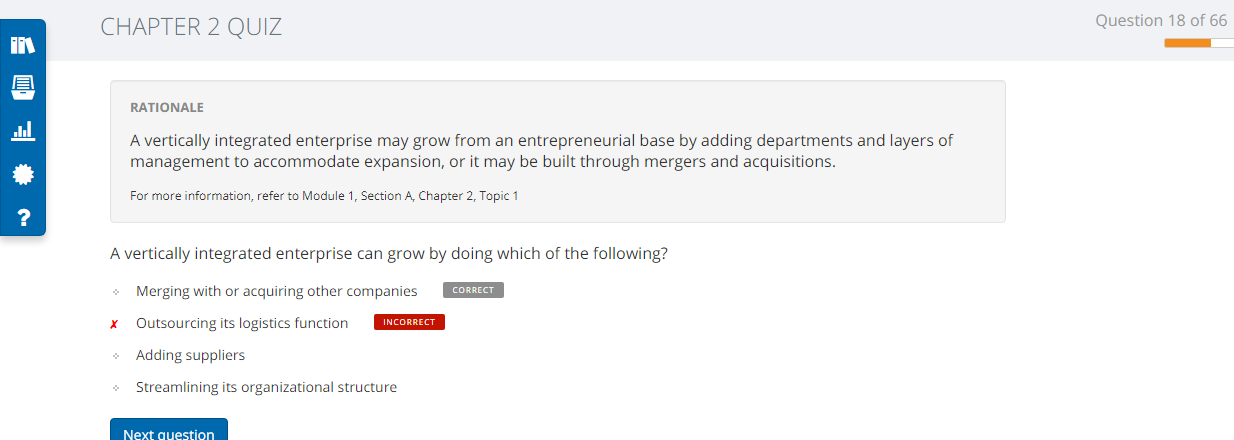 CHAPTER 2 QUIZ
Question 18 of 66
RATIONALE
A vertically integrated enterprise may grow from an entrepreneurial base by adding departments and layers of
management to accommodate expansion, or it may be built through mergers and acquisitions.
For more information, refer to Module 1, Section A, Chapter 2, Topic 1
A vertically integrated enterprise can grow by doing which of the following?
Merging with or acquiring other companies CORRECT
✗ Outsourcing its logistics function INCORRECT
Adding suppliers
Streamlining its organizational structure
Next question
?